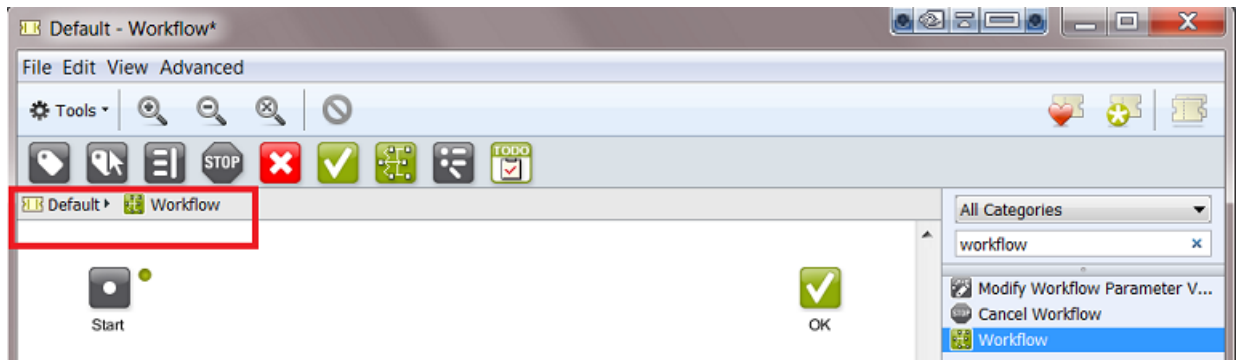 Default - Workflow*
File Edit View Advanced
Tools
STOP
TODO
Default Workflow
All Categories
workflow
Modify Workflow Parameter V...
STOP Cancel Workflow
Workflow
Start
OK